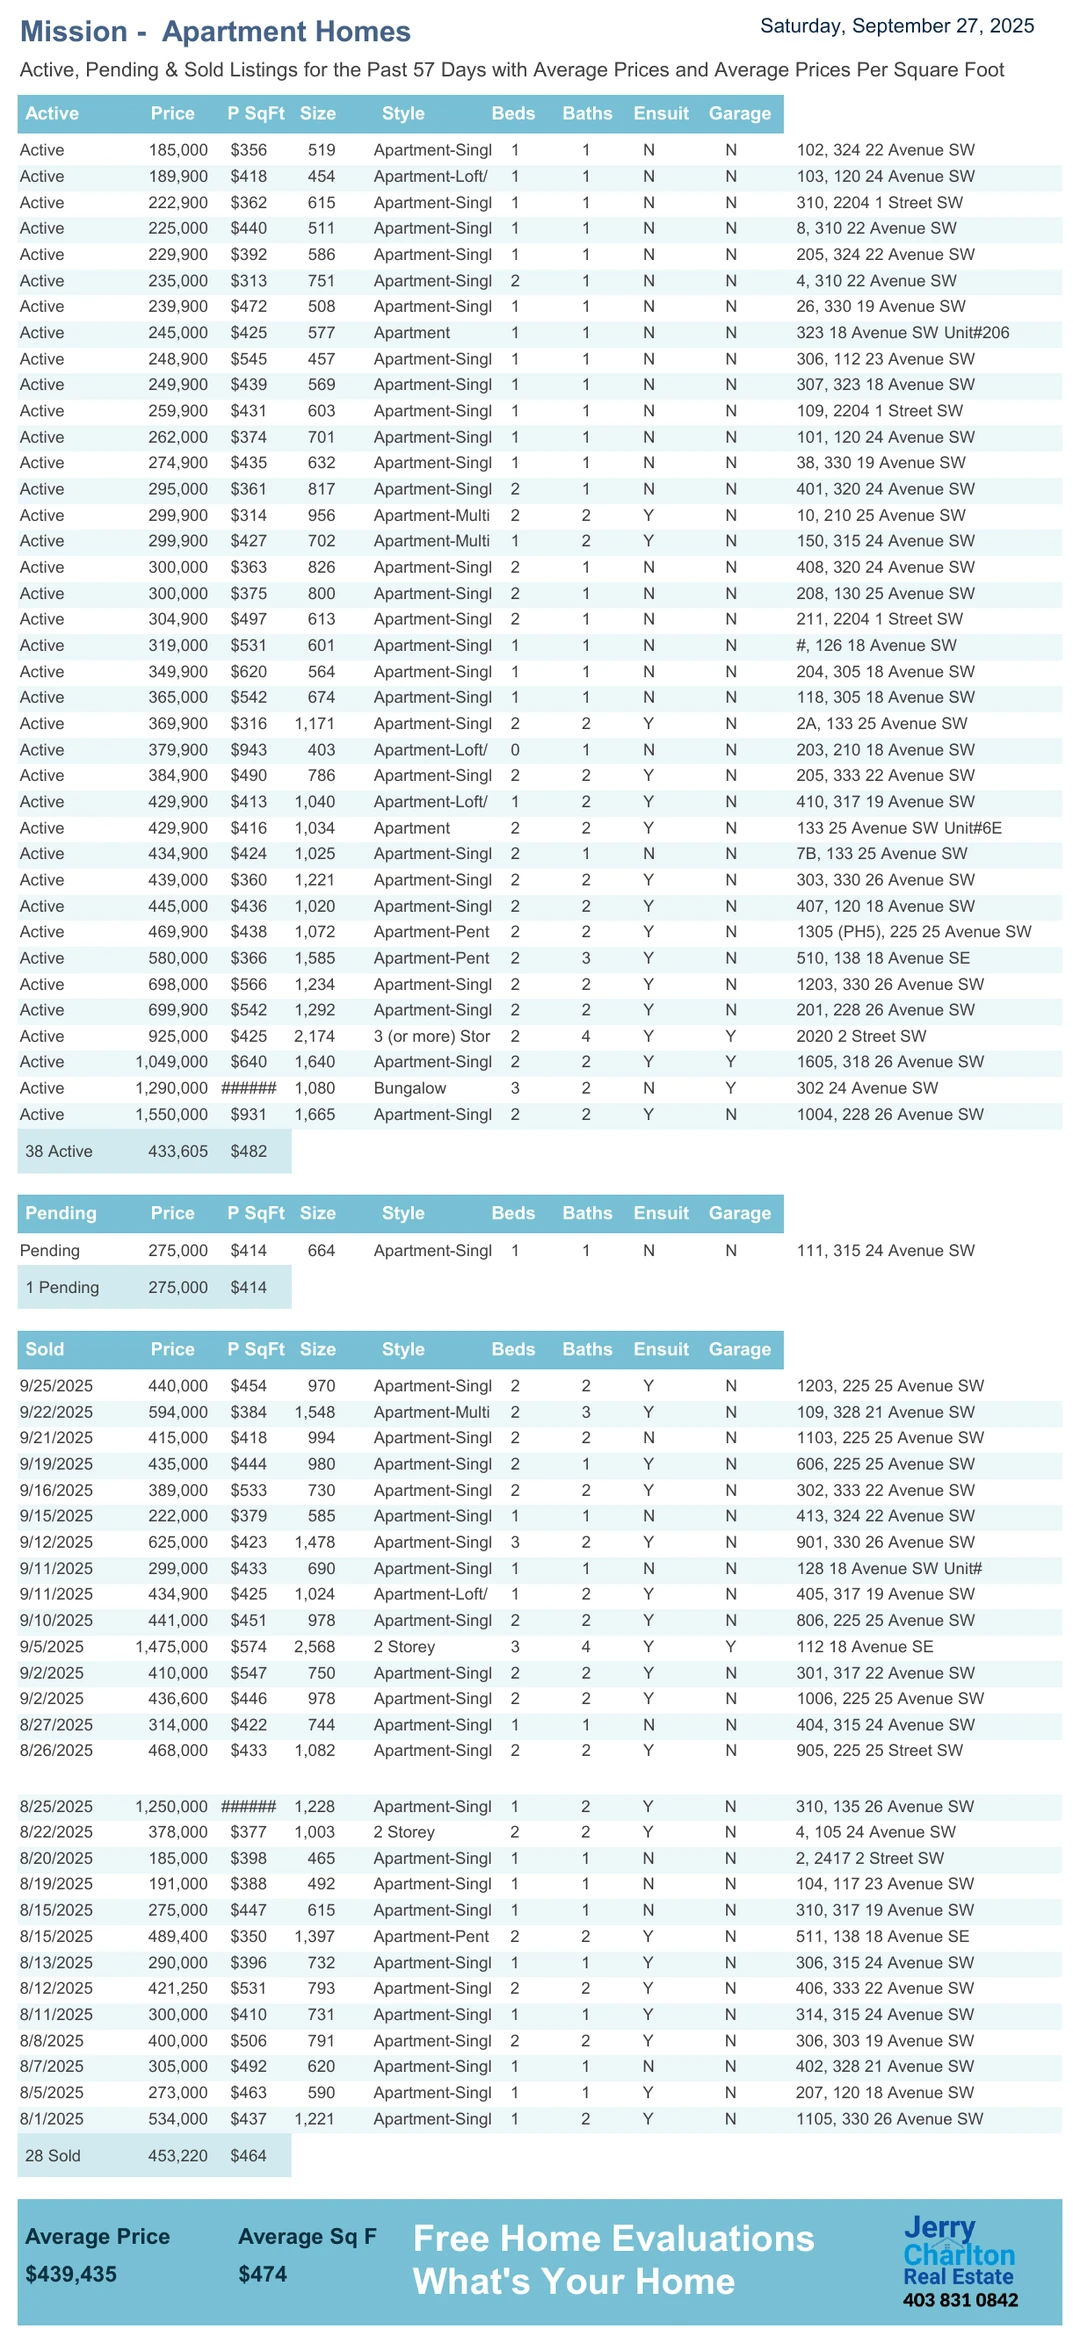 Mission -  Apartment Homes
Saturday, September 27, 2025
Active, Pending & Sold Listings for the Past 57 Days with Average Prices and Average Prices Per Square Foot
Active Price P SqFt Size Style Beds Baths Ensuit Garage
Active 185,000 $356 519 Apartment-Singl 1 1 N N 102, 324 22 Avenue SW
Active 189,900 $418 454 Apartment-Loft/ 1 1 N N 103, 120 24 Avenue SW
Active 222,900 $362 615 Apartment-Singl 1 1 N N 310, 2204 1 Street SW
Active 225,000 $440 511 Apartment-Singl 1 1 N N 8, 310 22 Avenue SW
Active 229,900 $392 586 Apartment-Singl 1 1 N N 205, 324 22 Avenue SW
Active 235,000 $313 751 Apartment-Singl 2 1 N N 4, 310 22 Avenue SW
Active 239,900 $472 508 Apartment-Singl 1 1 N N 26, 330 19 Avenue SW
Active 245,000 $425 577 Apartment 1 1 N N 323 18 Avenue SW Unit#206
Active 248,900 $545 457 Apartment-Singl 1 1 N N 306, 112 23 Avenue SW
Active 249,900 $439 569 Apartment-Singl 1 1 N N 307, 323 18 Avenue SW
Active 259,900 $431 603 Apartment-Singl 1 1 N N 109, 2204 1 Street SW
Active 262,000 $374 701 Apartment-Singl 1 1 N N 101, 120 24 Avenue SW
Active 274,900 $435 632 Apartment-Singl 1 1 N N 38, 330 19 Avenue SW
Active 295,000 $361 817 Apartment-Singl 2 1 N N 401, 320 24 Avenue SW
Active 299,900 $314 956 Apartment-Multi 2 2 Y N 10, 210 25 Avenue SW
Active 299,900 $427 702 Apartment-Multi 1 2 Y N 150, 315 24 Avenue SW
Active 300,000 $363 826 Apartment-Singl 2 1 N N 408, 320 24 Avenue SW
Active 300,000 $375 800 Apartment-Singl 2 1 N N 208, 130 25 Avenue SW
Active 304,900 $497 613 Apartment-Singl 2 1 N N 211, 2204 1 Street SW
Active 319,000 $531 601 Apartment-Singl 1 1 N N #, 126 18 Avenue SW
Active 349,900 $620 564 Apartment-Singl 1 1 N N 204, 305 18 Avenue SW
Active 365,000 $542 674 Apartment-Singl 1 1 N N 118, 305 18 Avenue SW
Active 369,900 $316 1,171 Apartment-Singl 2 2 Y N 2A, 133 25 Avenue SW
Active 379,900 $943 403 Apartment-Loft/ 0 1 N N 203, 210 18 Avenue SW
Active 384,900 $490 786 Apartment-Singl 2 2 Y N 205, 333 22 Avenue SW
Active 429,900 $413 1,040 Apartment-Loft/ 1 2 Y N 410, 317 19 Avenue SW
Active 429,900 $416 1,034 Apartment 2 2 Y N 133 25 Avenue SW Unit#6E
Active 434,900 $424 1,025 Apartment-Singl 2 1 N N 7B, 133 25 Avenue SW
Active 439,000 $360 1,221 Apartment-Singl 2 2 Y N 303, 330 26 Avenue SW
Active 445,000 $436 1,020 Apartment-Singl 2 2 Y N 407, 120 18 Avenue SW
Active 469,900 $438 1,072 Apartment-Pent 2 2 Y N 1305 (PH5), 225 25 Avenue SW
Active 580,000 $366 1,585 Apartment-Pent 2 3 Y N 510, 138 18 Avenue SE
Active 698,000 $566 1,234 Apartment-Singl 2 2 Y N 1203, 330 26 Avenue SW
Active 699,900 $542 1,292 Apartment-Singl 2 2 Y N 201, 228 26 Avenue SW
Active 925,000 $425 2,174 3 (or more) Stor 2 4 Y Y 2020 2 Street SW
Active 1,049,000 $640 1,640 Apartment-Singl 2 2 Y Y 1605, 318 26 Avenue SW
Active 1,290,000 ###### 1,080 Bungalow 3 2 N Y 302 24 Avenue SW
Active 1,550,000 $931 1,665 Apartment-Singl 2 2 Y N 1004, 228 26 Avenue SW
38 Active 433,605 $482
Pending Price P SqFt Size Style Beds Baths Ensuit Garage
Pending 275,000 $414 664 Apartment-Singl 1 1 N N 111, 315 24 Avenue SW
1 Pending 275,000 $414
Sold Price P SqFt Size Style Beds Baths Ensuit Garage
9/25/2025 440,000 $454 970 Apartment-Singl 2 2 Y N 1203, 225 25 Avenue SW
9/22/2025 594,000 $384 1,548 Apartment-Multi 2 3 Y N 109, 328 21 Avenue SW
9/21/2025 415,000 $418 994 Apartment-Singl 2 2 N N 1103, 225 25 Avenue SW
9/19/2025 435,000 $444 980 Apartment-Singl 2 1 Y N 606, 225 25 Avenue SW
9/16/2025 389,000 $533 730 Apartment-Singl 2 2 Y N 302, 333 22 Avenue SW
9/15/2025 222,000 $379 585 Apartment-Singl 1 1 N N 413, 324 22 Avenue SW
9/12/2025 625,000 $423 1,478 Apartment-Singl 3 2 Y N 901, 330 26 Avenue SW
9/11/2025 299,000 $433 690 Apartment-Singl 1 1 N N 128 18 Avenue SW Unit#
9/11/2025 434,900 $425 1,024 Apartment-Loft/ 1 2 Y N 405, 317 19 Avenue SW
9/10/2025 441,000 $451 978 Apartment-Singl 2 2 Y N 806, 225 25 Avenue SW
9/5/2025 1,475,000 $574 2,568 2 Storey 3 4 Y Y 112 18 Avenue SE
9/2/2025 410,000 $547 750 Apartment-Singl 2 2 Y N 301, 317 22 Avenue SW
9/2/2025 436,600 $446 978 Apartment-Singl 2 2 Y N 1006, 225 25 Avenue SW
8/27/2025 314,000 $422 744 Apartment-Singl 1 1 N N 404, 315 24 Avenue SW
8/26/2025 468,000 $433 1,082 Apartment-Singl 2 2 Y N 905, 225 25 Street SW
8/25/2025 1,250,000 ###### 1,228 Apartment-Singl 1 2 Y N 310, 135 26 Avenue SW
8/22/2025 378,000 $377 1,003 2 Storey 2 2 Y N 4, 105 24 Avenue SW
8/20/2025 185,000 $398 465 Apartment-Singl 1 1 N N 2, 2417 2 Street SW
8/19/2025 191,000 $388 492 Apartment-Singl 1 1 N N 104, 117 23 Avenue SW
8/15/2025 275,000 $447 615 Apartment-Singl 1 1 N N 310, 317 19 Avenue SW
8/15/2025 489,400 $350 1,397 Apartment-Pent 2 2 Y N 511, 138 18 Avenue SE
8/13/2025 290,000 $396 732 Apartment-Singl 1 1 Y N 306, 315 24 Avenue SW
8/12/2025 421,250 $531 793 Apartment-Singl 2 2 Y N 406, 333 22 Avenue SW
8/11/2025 300,000 $410 731 Apartment-Singl 1 1 Y N 314, 315 24 Avenue SW
8/8/2025 400,000 $506 791 Apartment-Singl 2 2 Y N 306, 303 19 Avenue SW
8/7/2025 305,000 $492 620 Apartment-Singl 1 1 N N 402, 328 21 Avenue SW
8/5/2025 273,000 $463 590 Apartment-Singl 1 1 Y N 207, 120 18 Avenue SW
8/1/2025 534,000 $437 1,221 Apartment-Singl 1 2 Y N 1105, 330 26 Avenue SW
28 Sold 453,220 $464
Average Price Average Sq F
$439,435 $474
Free Home Evaluations
What's Your Home
Jerry
Charlton
Real Estate
403 831 0842